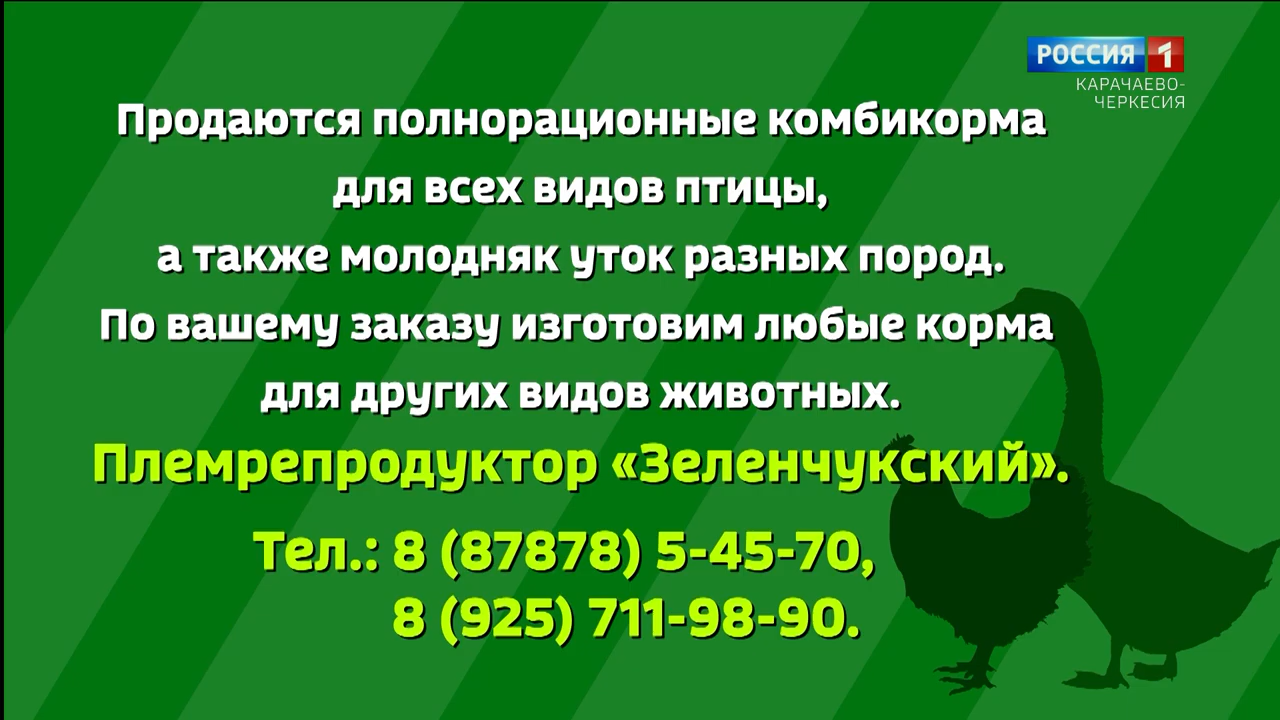 РОССИЯ 1
КАРАЧАЕВО-
ЧЕРКЕСИЯ
Продаются полнорационные комбикорма
для всех видов птицы,
а также молодняк уток разных пород.
По вашему заказу изготовим любые корма
для других видов животных.
Племрепродуктор «Зеленчукский».
Тел.: 8 (87878) 5-45-70,
8 (925) 711-98-90.